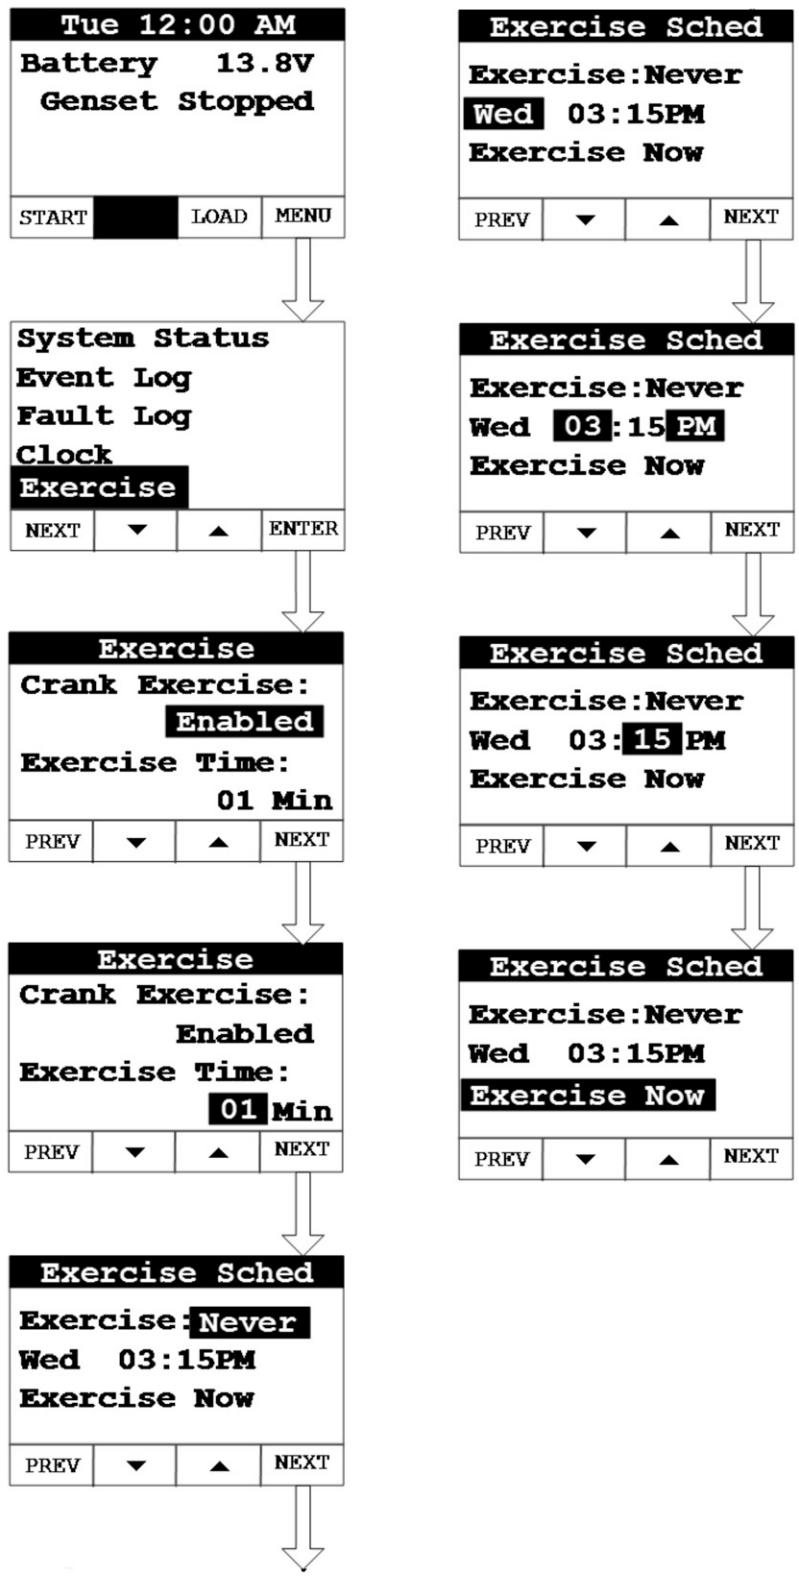 Tue 12:00 AM
Battery 13.8V
Genset Stopped
START LOAD MENU
System Status
Event Log
Fault Log
Clock
Exercise
NEXT ▼ ▲ ENTER
Exercise
Crank Exercise:
Enabled
Exercise Time:
01 Min
PREV ▼ ▲ NEXT
Exercise
Crank Exercise:
Enabled
Exercise Time:
01 Min
PREV ▼ ▲ NEXT
Exercise Sched
Exercise:Never
Wed 03:15PM
Exercise Now
PREV ▼ ▲ NEXT
Exercise Sched
Exercise:Never
Wed 03:15PM
Exercise Now
PREV ▼ ▲ NEXT
Exercise Sched
Exercise:Never
Wed 03:15PM
Exercise Now
PREV ▼ ▲ NEXT
Exercise Sched
Exercise:Never
Wed 03:15PM
Exercise Now
PREV ▼ ▲ NEXT
Exercise Sched
Exercise:Never
Wed 03:15PM
Exercise Now
PREV ▼ ▲ NEXT